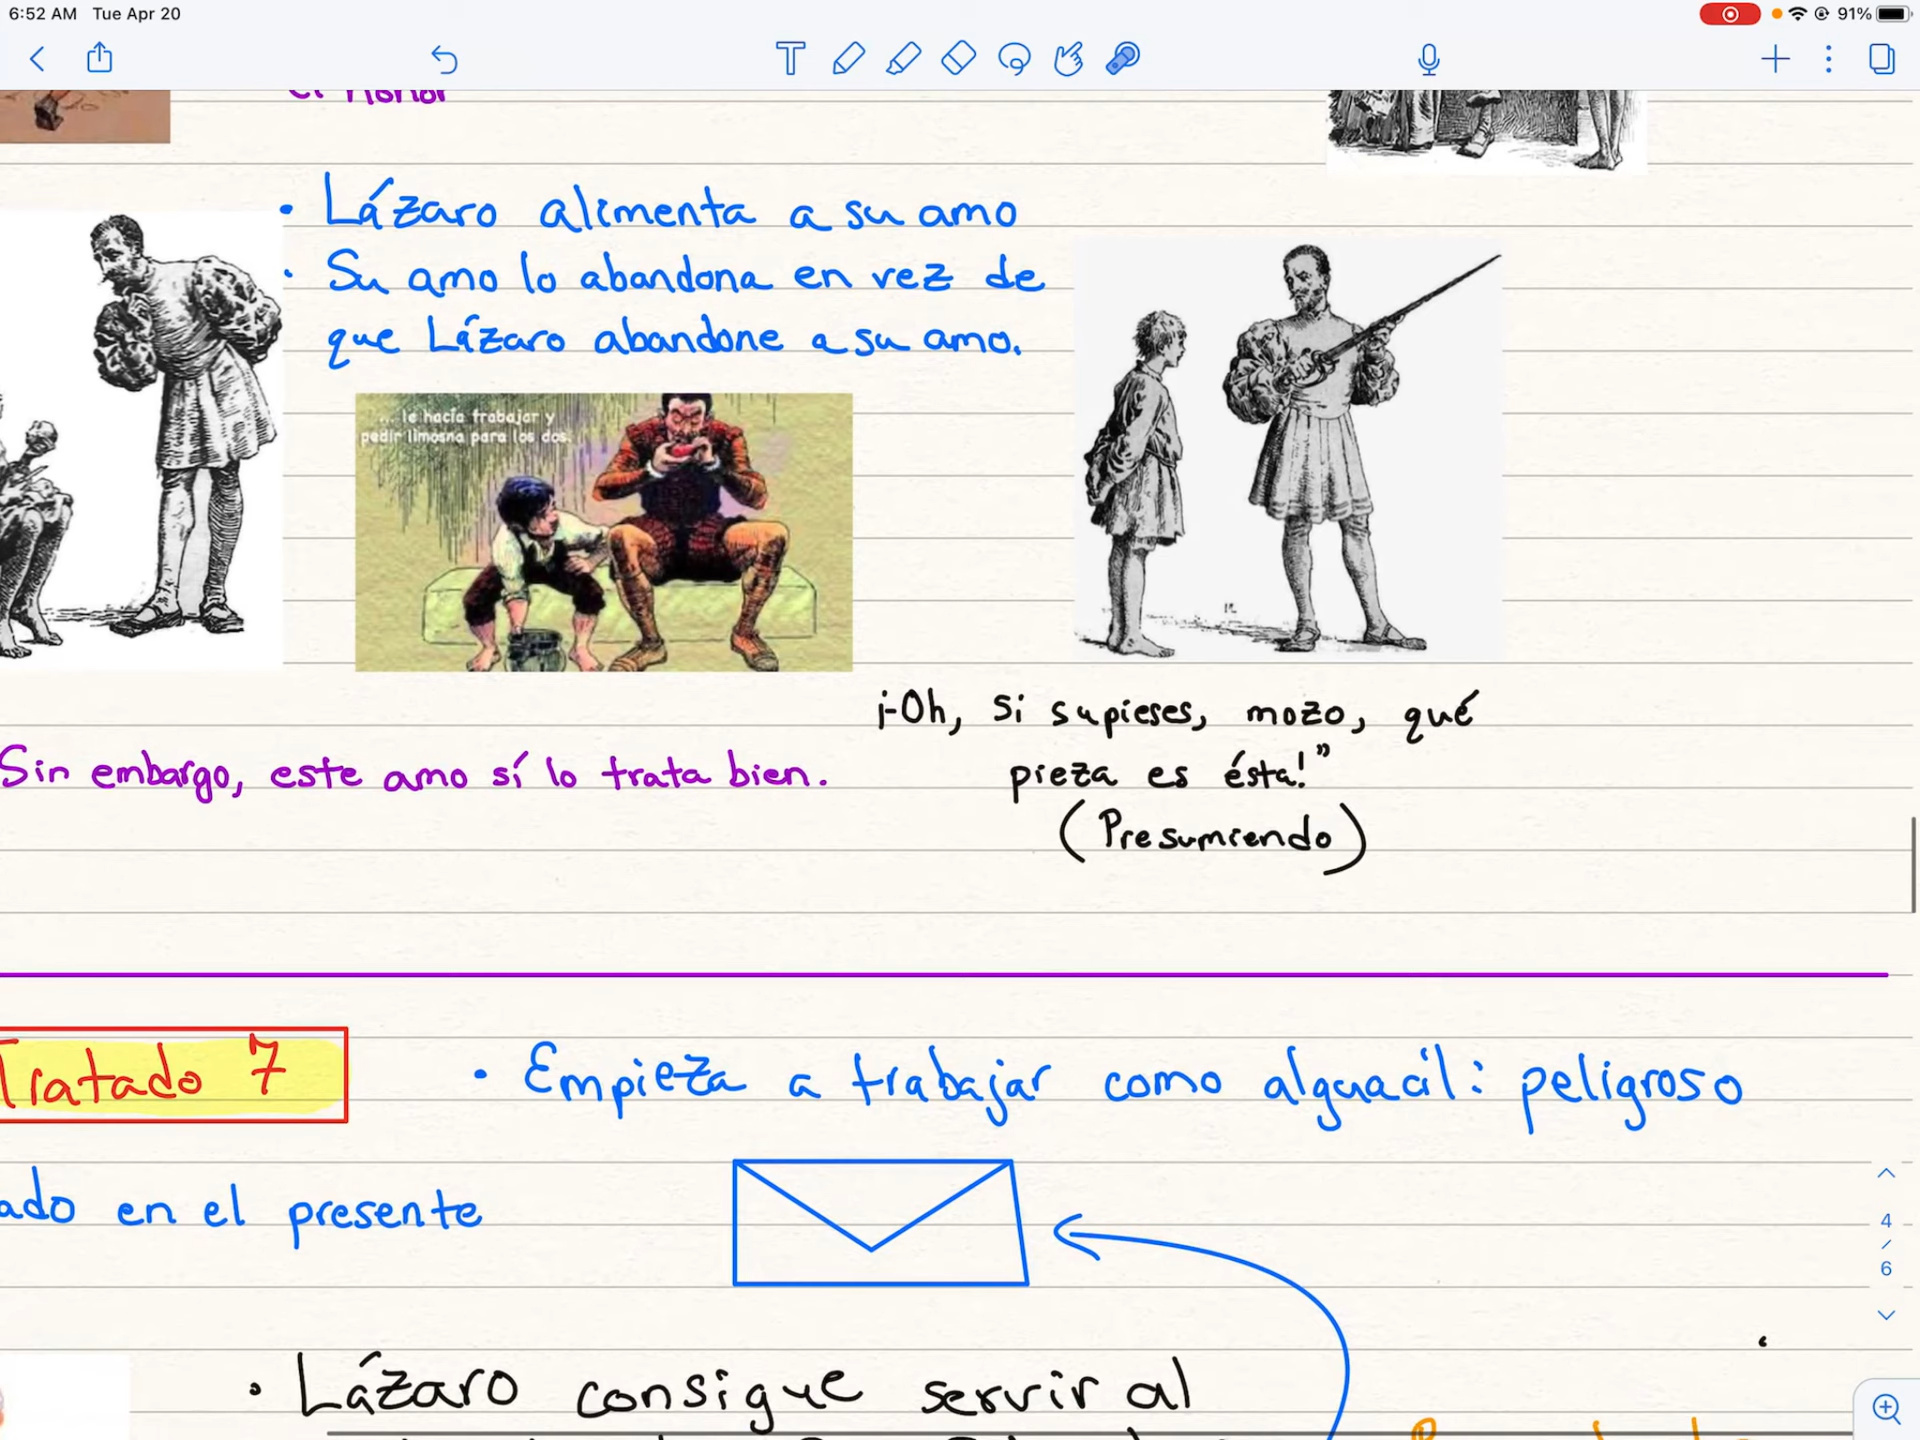 6:52 AM Tue Apr 20
91%
el honor
• Lázaro alimenta a su amo
• Su amo lo abandona en vez de
que Lázaro abandone a su amo.
... le hacía trabajar y
pedir limosna para los dos.
¡-Oh, si supieses, mozo, qué
pieza es ésta!”
(Presumiendo)
Sin embargo, este amo sí lo trata bien.
Tratado 7
• Empieza a trabajar como alguacil: peligroso
ado en el presente
4
/
6
• Lázaro consigue servir al